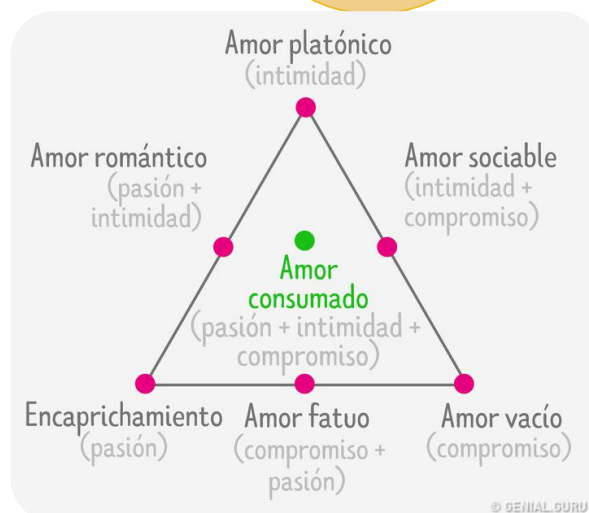 Amor platónico
(intimidad)
Amor romántico
(pasión +
intimidad)
Amor sociable
(intimidad +
compromiso)
Amor
consumado
(pasión + intimidad +
compromiso)
Encaprichamiento
(pasión)
Amor fatuo
(compromiso +
pasión)
Amor vacío
(compromiso)
© GENIAL.GURU